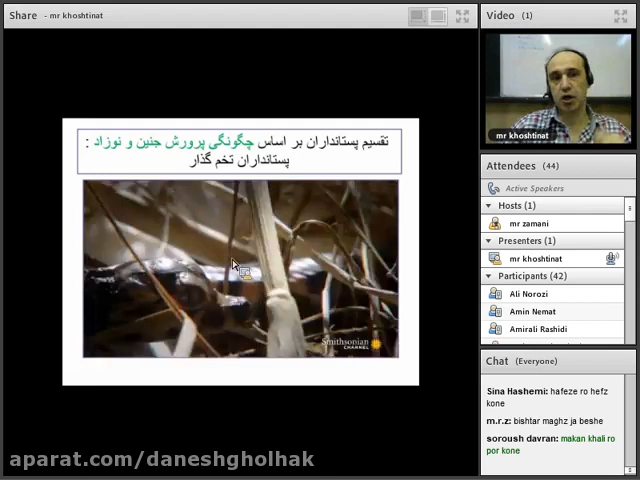 Share - mr khoshtinat
تقسیم پستانداران بر اساس چگونگی پرورش جنین و نوزاد :
پستانداران تخم گذار
Smithsonian
CHANNEL
Video (1)
mr khoshtinat
Attendees (44)
Active Speakers
Hosts (1)
mr zamani
Presenters (1)
mr khoshtinat
Participants (42)
Ali Norozi
Amin Nemat
Amirali Rashidi
Chat (Everyone)
Sina Hashemi: hafeze ro hefz
kone
m.r.z: bishtar maghz ja beshe
soroush davran: makan khali ro
por kone
aparat.com/daneshgholhak